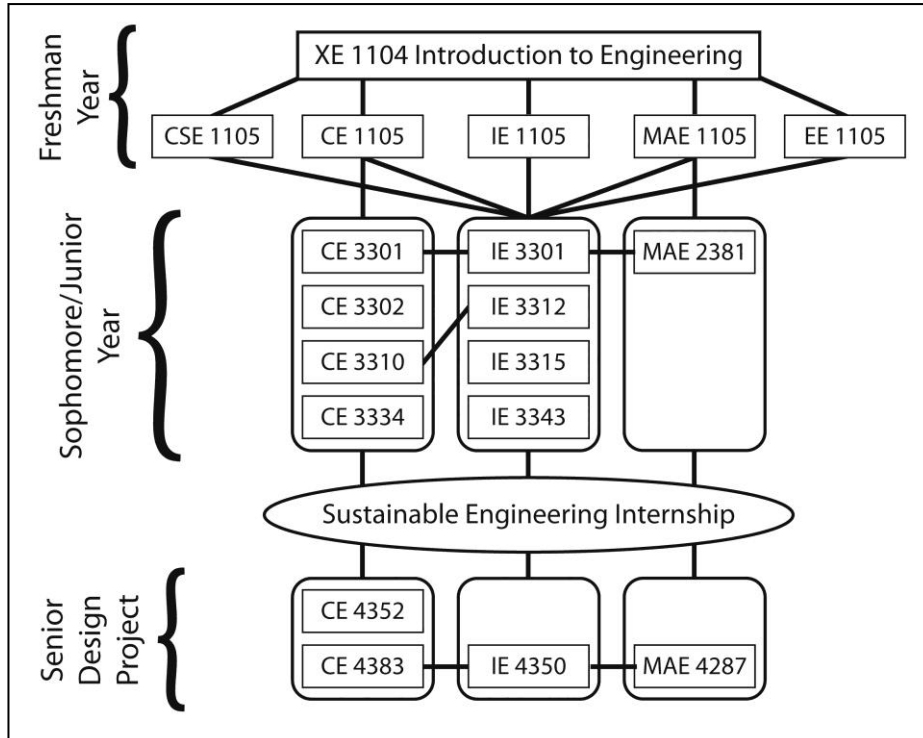 Freshman
Year
XE 1104 Introduction to Engineering
CSE 1105
CE 1105
IE 1105
MAE 1105
EE 1105
Sophomore/Junior
Year
CE 3301
IE 3301
MAE 2381
CE 3302
IE 3312
CE 3310
IE 3315
CE 3334
IE 3343
Sustainable Engineering Internship
Senior
Design
Project
CE 4352
CE 4383
IE 4350
MAE 4287